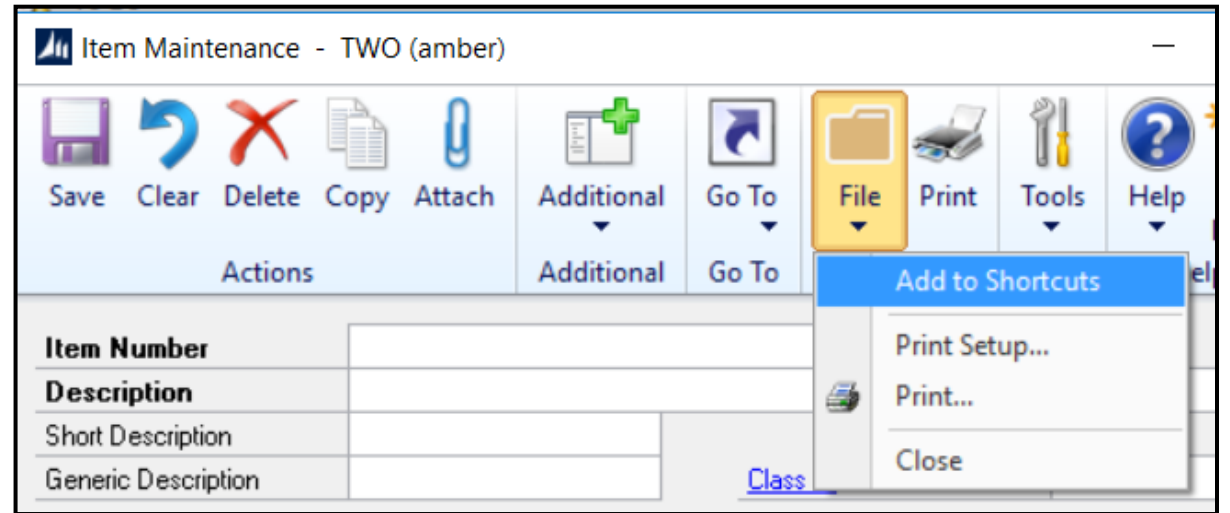 Item Maintenance - TWO (amber)
Save Clear Delete Copy Attach Additional Go To File Print Tools Help
Actions Additional Go To
Add to Shortcuts
Item Number
Print Setup...
Description
Print...
Short Description
Close
Generic Description
Class